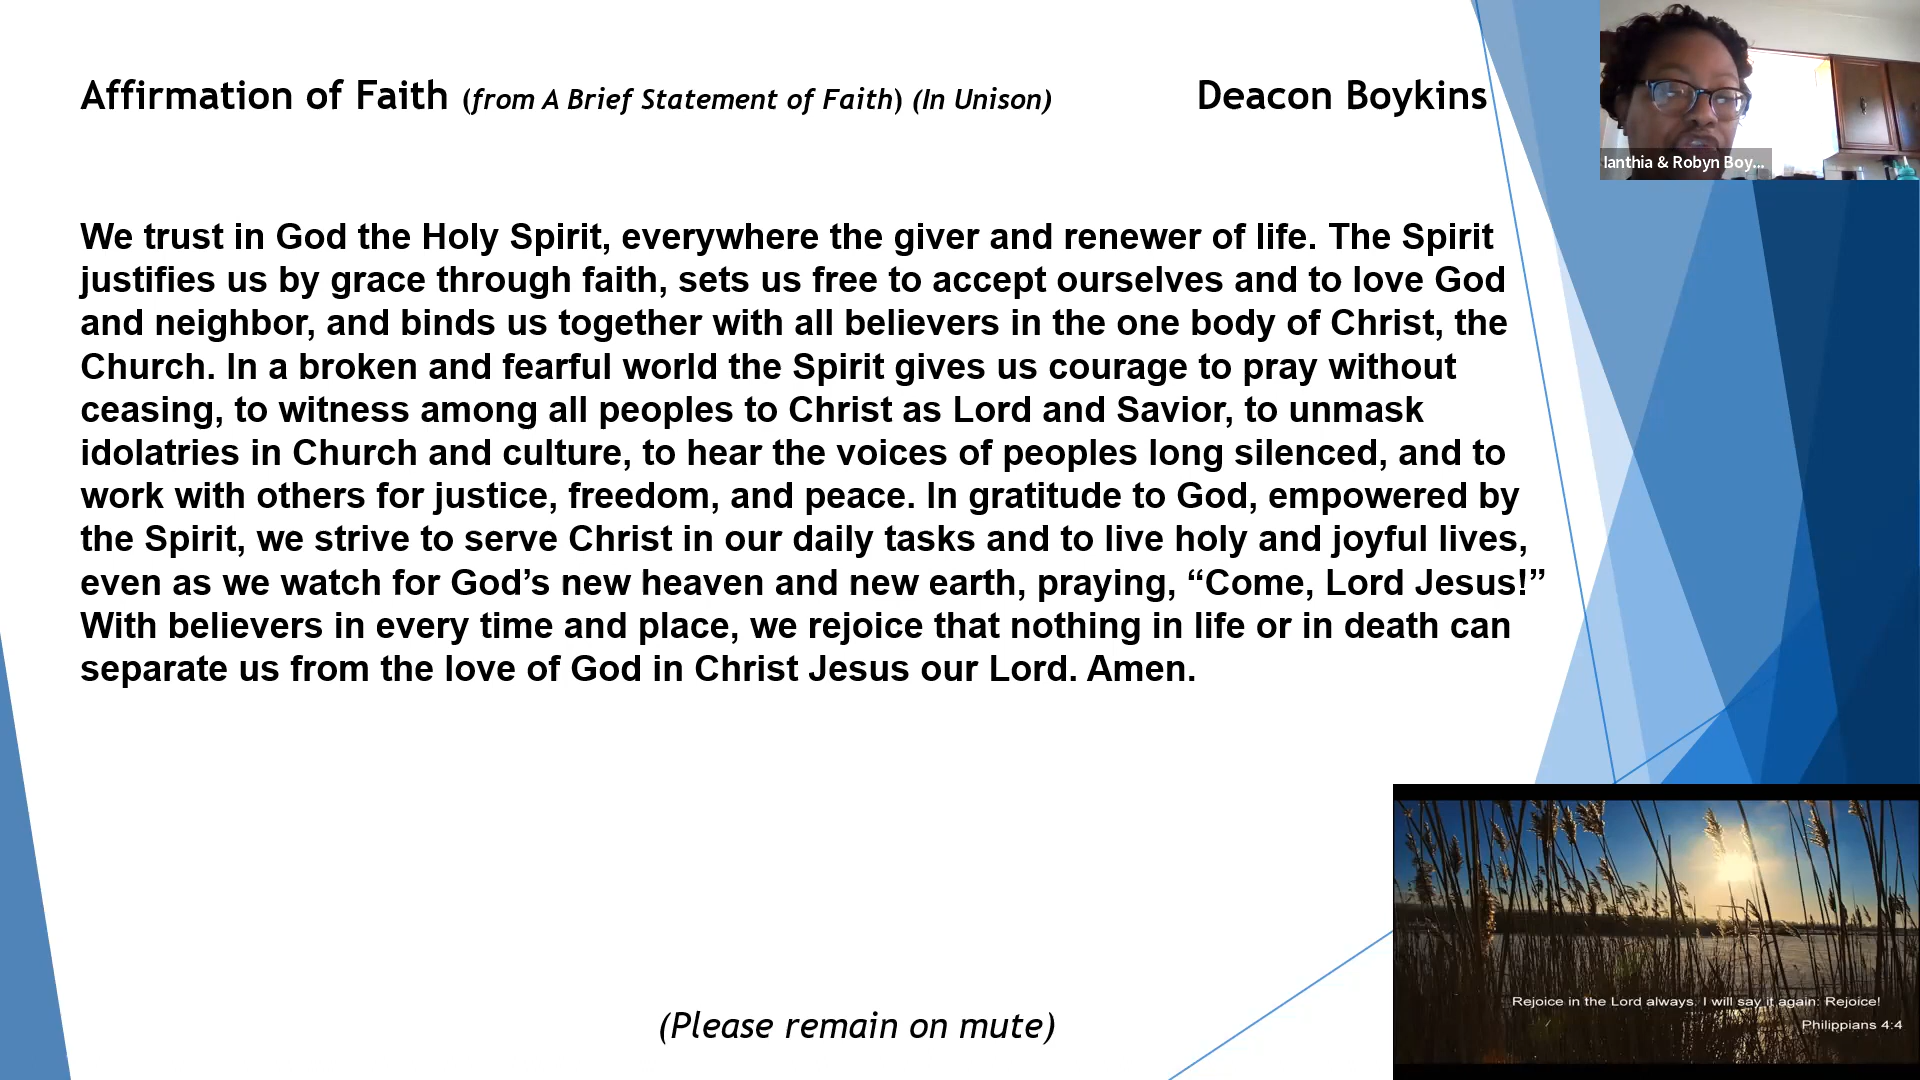 Affirmation of Faith (from A Brief Statement of Faith) (In Unison) Deacon Boykins
Ianthia & Robyn Boy...
We trust in God the Holy Spirit, everywhere the giver and renewer of life. The Spirit
justifies us by grace through faith, sets us free to accept ourselves and to love God
and neighbor, and binds us together with all believers in the one body of Christ, the
Church. In a broken and fearful world the Spirit gives us courage to pray without
ceasing, to witness among all peoples to Christ as Lord and Savior, to unmask
idolatries in Church and culture, to hear the voices of peoples long silenced, and to
work with others for justice, freedom, and peace. In gratitude to God, empowered by
the Spirit, we strive to serve Christ in our daily tasks and to live holy and joyful lives,
even as we watch for God’s new heaven and new earth, praying, “Come, Lord Jesus!”
With believers in every time and place, we rejoice that nothing in life or in death can
separate us from the love of God in Christ Jesus our Lord. Amen.
Rejoice in the Lord always. I will say it again: Rejoice!
Philippians 4:4
(Please remain on mute)